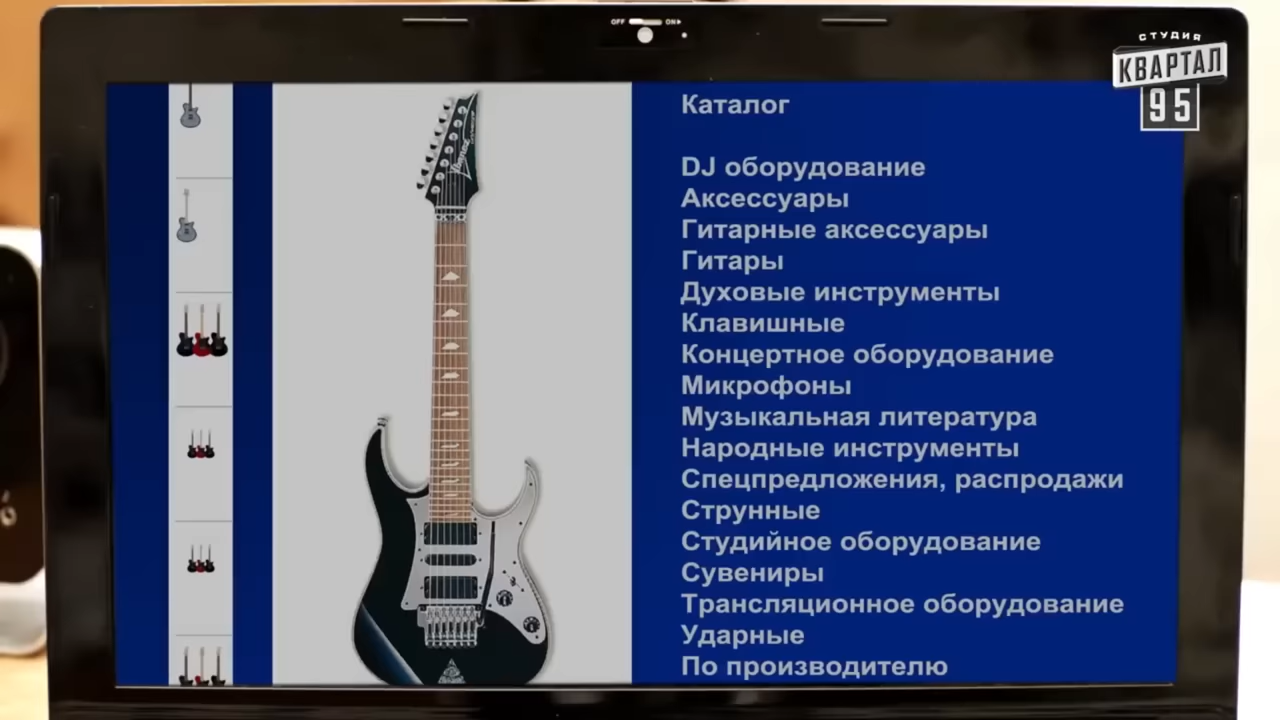 OFF ON
СТУДИЯ
КВАРТАЛ
95
Каталог
DJ оборудование
Аксессуары
Гитарные аксессуары
Гитары
Духовые инструменты
Клавишные
Концертное оборудование
Микрофоны
Музыкальная литература
Народные инструменты
Спецпредложения, распродажи
Струнные
Студийное оборудование
Сувениры
Трансляционное оборудование
Ударные
По производителю
Ibanez